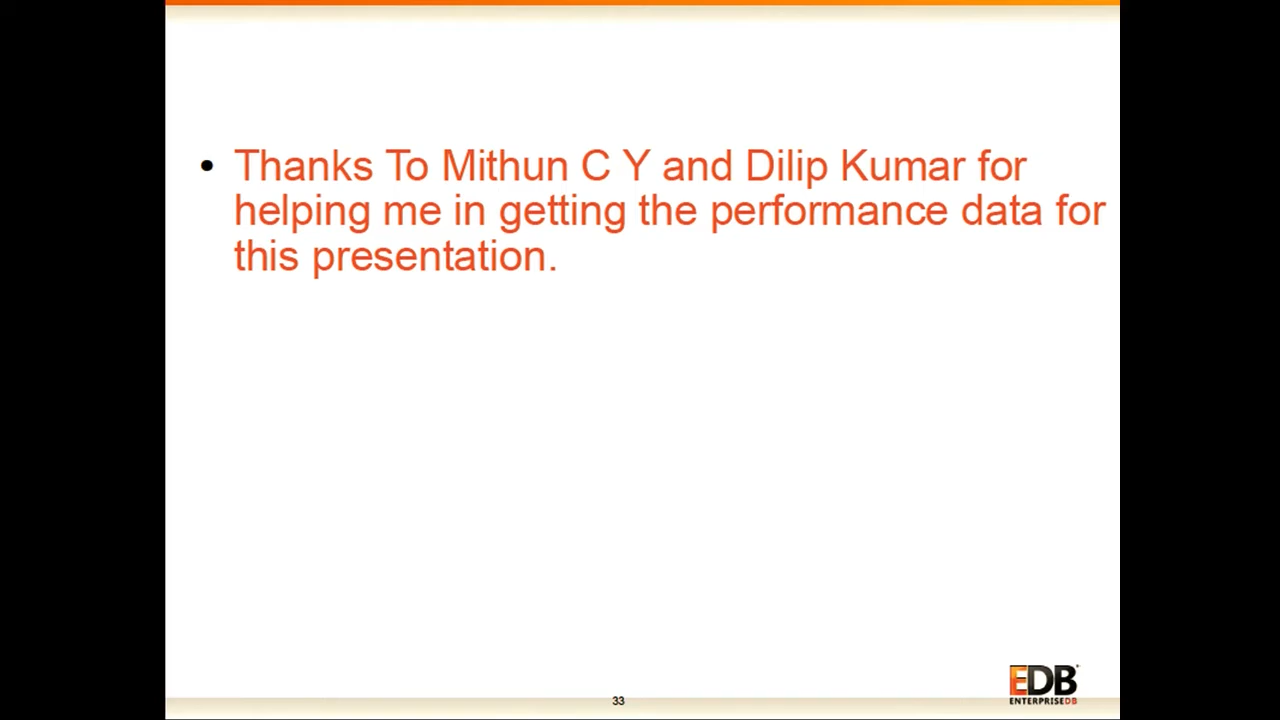 • Thanks To Mithun C Y and Dilip Kumar for
helping me in getting the performance data for
this presentation.
33
EDB
ENTERPRISEDB